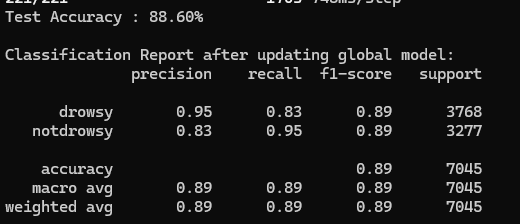 Test Accuracy : 88.60%
Classification Report after updating global model:
precision recall f1-score support
drowsy 0.95 0.83 0.89 3768
notdrowsy 0.83 0.95 0.89 3277
accuracy 0.89 7045
macro avg 0.89 0.89 0.89 7045
weighted avg 0.89 0.89 0.89 7045